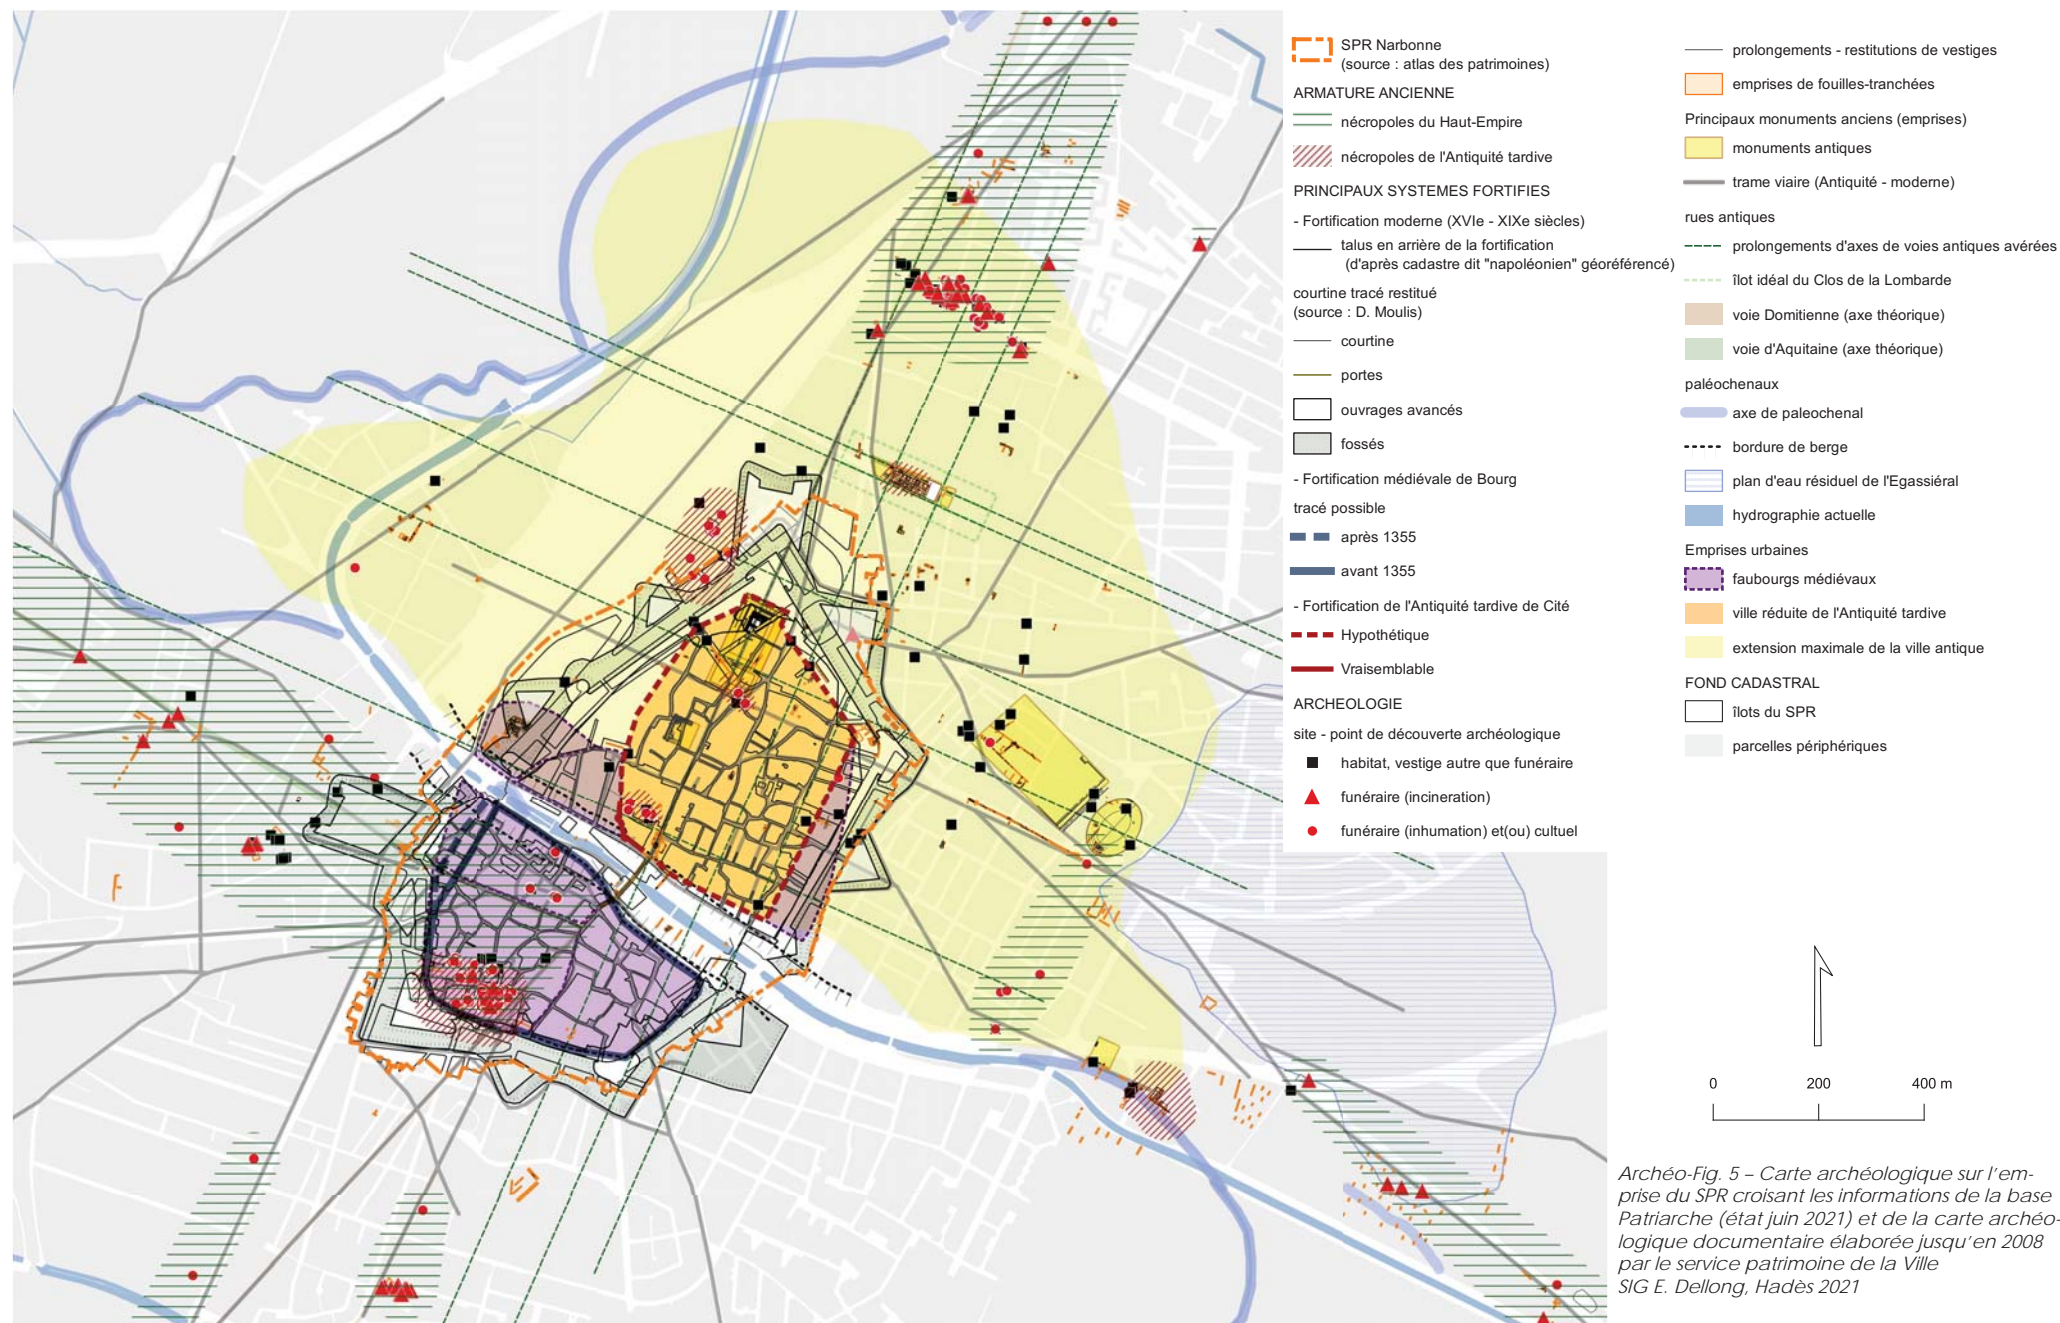 SPR Narbonne
(source : atlas des patrimoines)
ARMATURE ANCIENNE
nécropoles du Haut-Empire
nécropoles de l'Antiquité tardive
PRINCIPAUX SYSTEMES FORTIFIES
- Fortification moderne (XVIe - XIXe siècles)
talus en arrière de la fortification
(d'après cadastre dit "napoléonien" géoréférencé)
courtine tracé restitué
(source : D. Moulis)
courtine
portes
ouvrages avancés
fossés
- Fortification médiévale de Bourg
tracé possible
après 1355
avant 1355
- Fortification de l'Antiquité tardive de Cité
Hypothétique
Vraisemblable
ARCHEOLOGIE
site - point de découverte archéologique
habitat, vestige autre que funéraire
funéraire (incineration)
funéraire (inhumation) et(ou) cultuel
prolongements - restitutions de vestiges
emprises de fouilles-tranchées
Principaux monuments anciens (emprises)
monuments antiques
trame viaire (Antiquité - moderne)
rues antiques
prolongements d'axes de voies antiques avérées
îlot idéal du Clos de la Lombarde
voie Domitienne (axe théorique)
voie d'Aquitaine (axe théorique)
paléochenaux
axe de paleochenal
bordure de berge
plan d'eau résiduel de l'Egassiéral
hydrographie actuelle
Emprises urbaines
faubourgs médiévaux
ville réduite de l'Antiquité tardive
extension maximale de la ville antique
FOND CADASTRAL
îlots du SPR
parcelles périphériques
0 200 400 m
Archéo-Fig. 5 – Carte archéologique sur l'em-
prise du SPR croisant les informations de la base
Patriarche (état juin 2021) et de la carte archéo-
logique documentaire élaborée jusqu'en 2008
par le service patrimoine de la Ville
SIG E. Dellong, Hadès 2021